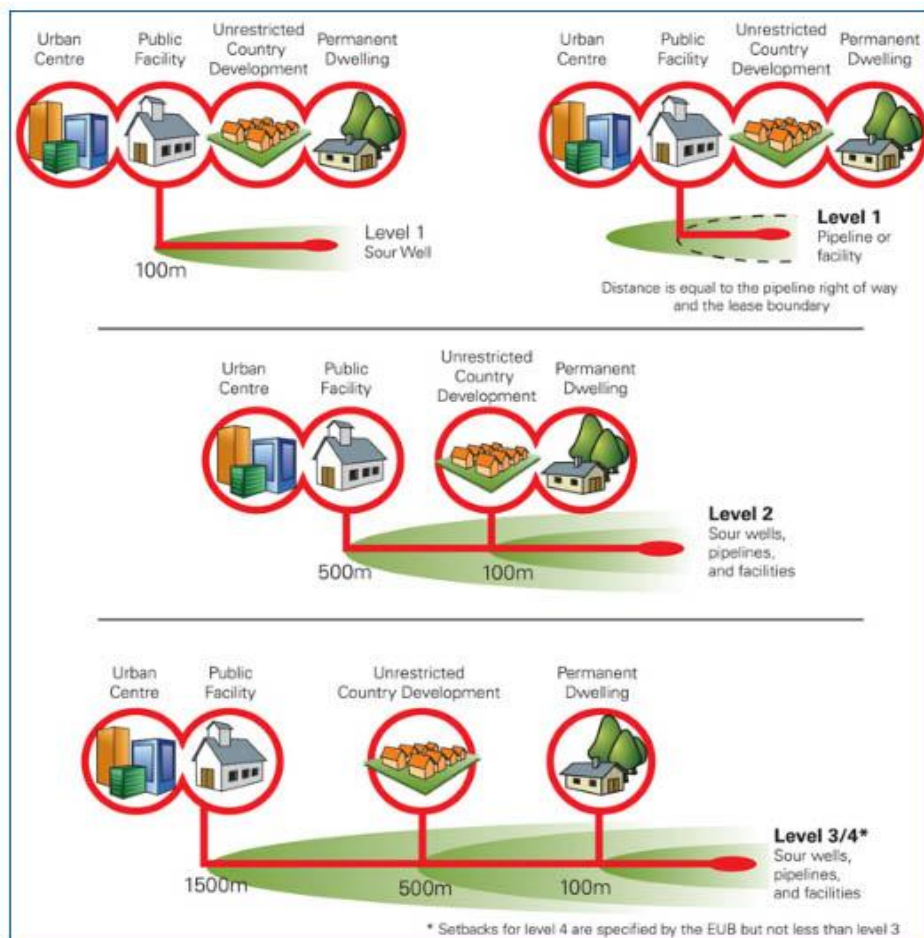 Urban
Centre
Public
Facility
Unrestricted
Country
Development
Permanent
Dwelling
Level 1
Sour Well
100m
Urban
Centre
Public
Facility
Unrestricted
Country
Development
Permanent
Dwelling
Level 1
Pipeline or
facility
Distance is equal to the pipeline right of way
and the lease boundary
Urban
Centre
Public
Facility
Unrestricted
Country
Development
Permanent
Dwelling
Level 2
Sour wells,
pipelines,
and facilities
500m
100m
Urban
Centre
Public
Facility
Unrestricted
Country Development
Permanent
Dwelling
Level 3/4*
Sour wells,
pipelines,
and facilities
1500m
500m
100m
* Setbacks for level 4 are specified by the EUB but not less than level 3